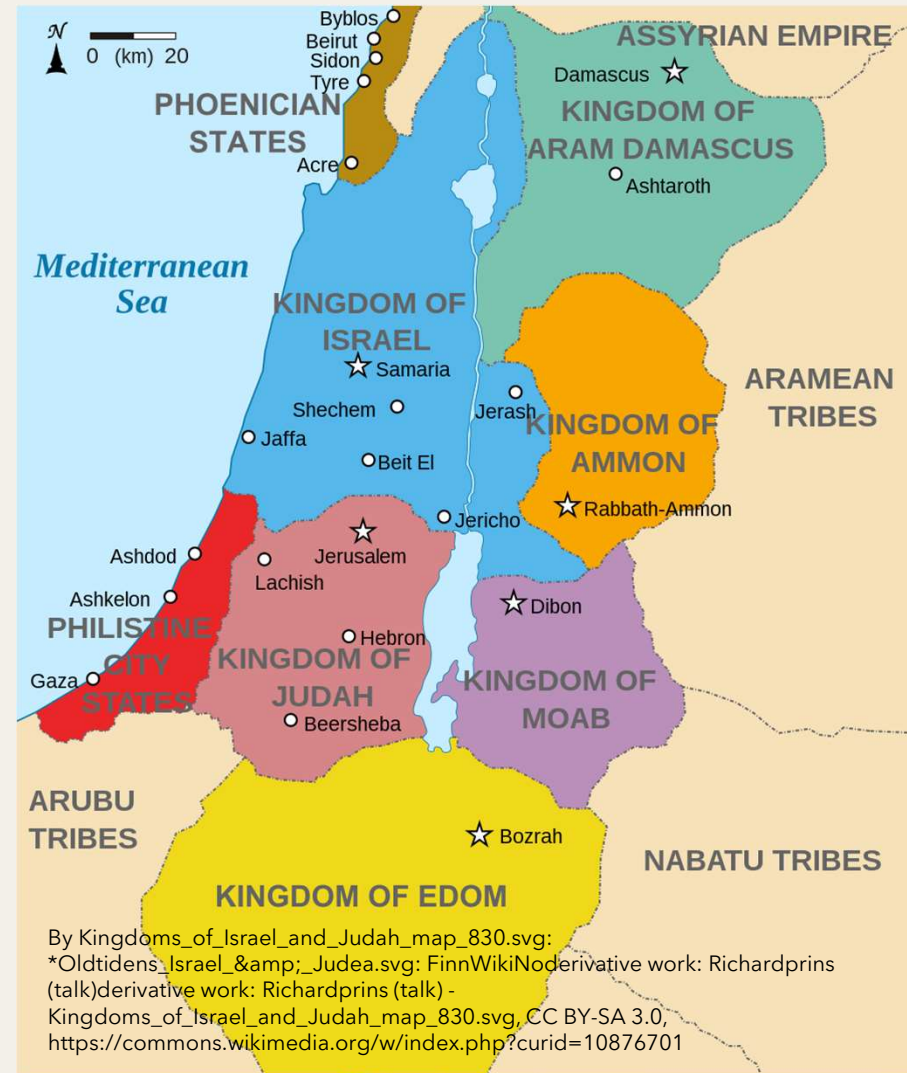 Byblos
Beirut
Sidon
Tyre
N
0 (km) 20
ASSYRIAN EMPIRE
Damascus
PHOENICIAN
STATES
KINGDOM OF
ARAM DAMASCUS
Acre
Ashtaroth
Mediterranean
Sea
KINGDOM OF
ISRAEL
Samaria
Shechem
Jerash
ARAMEAN
TRIBES
KINGDOM OF
AMMON
Jaffa
Beit El
Rabbath-Ammon
Jericho
Jerusalem
Ashdod
Lachish
Ashkelon
Dibon
PHILISTINE
CITY
STATES
Hebron
KINGDOM OF
JUDAH
Gaza
KINGDOM OF
MOAB
Beersheba
ARUBU
TRIBES
Bozrah
NABATU TRIBES
KINGDOM OF EDOM
By Kingdoms_of_Israel_and_Judah_map_830.svg:
*Oldtidens_Israel_&amp;_Judea.svg: FinnWikiNoderivative work: Richardprins
(talk)derivative work: Richardprins (talk) -
Kingdoms_of_Israel_and_Judah_map_830.svg, CC BY-SA 3.0,
https://commons.wikimedia.org/w/index.php?curid=10876701